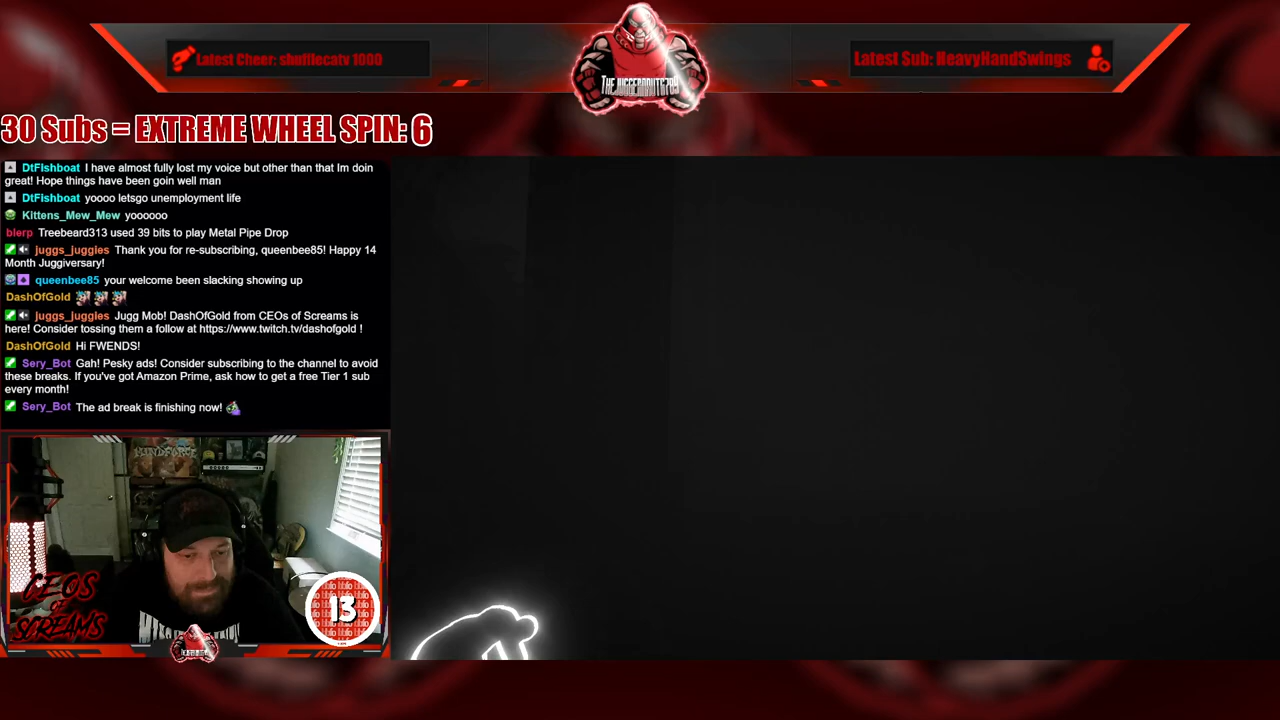 Latest Cheer: shufflecatv 1000
THEJUGGERNAUT6789
Latest Sub: HeavyHandSwings
30 Subs = EXTREME WHEEL SPIN: 6
DtFishboat I have almost fully lost my voice but other than that Im doin
great! Hope things have been goin well man
DtFishboat yoooo letsgo unemployment life
Kittens_Mew_Mew yoooooo
blerp Treebeard313 used 39 bits to play Metal Pipe Drop
juggs_juggies Thank you for re-subscribing, queenbee85! Happy 14
Month Juggiversary!
queenbee85 your welcome been slacking showing up
DashOfGold
juggs_juggies Jugg Mob! DashOfGold from CEOs of Screams is
here! Consider tossing them a follow at https://www.twitch.tv/dashofgold !
DashOfGold Hi FWENDS!
Sery_Bot Gah! Pesky ads! Consider subscribing to the channel to avoid
these breaks. If you've got Amazon Prime, ask how to get a free Tier 1 sub
every month!
Sery_Bot The ad break is finishing now!
CEOS
OF
SCREAMS
13